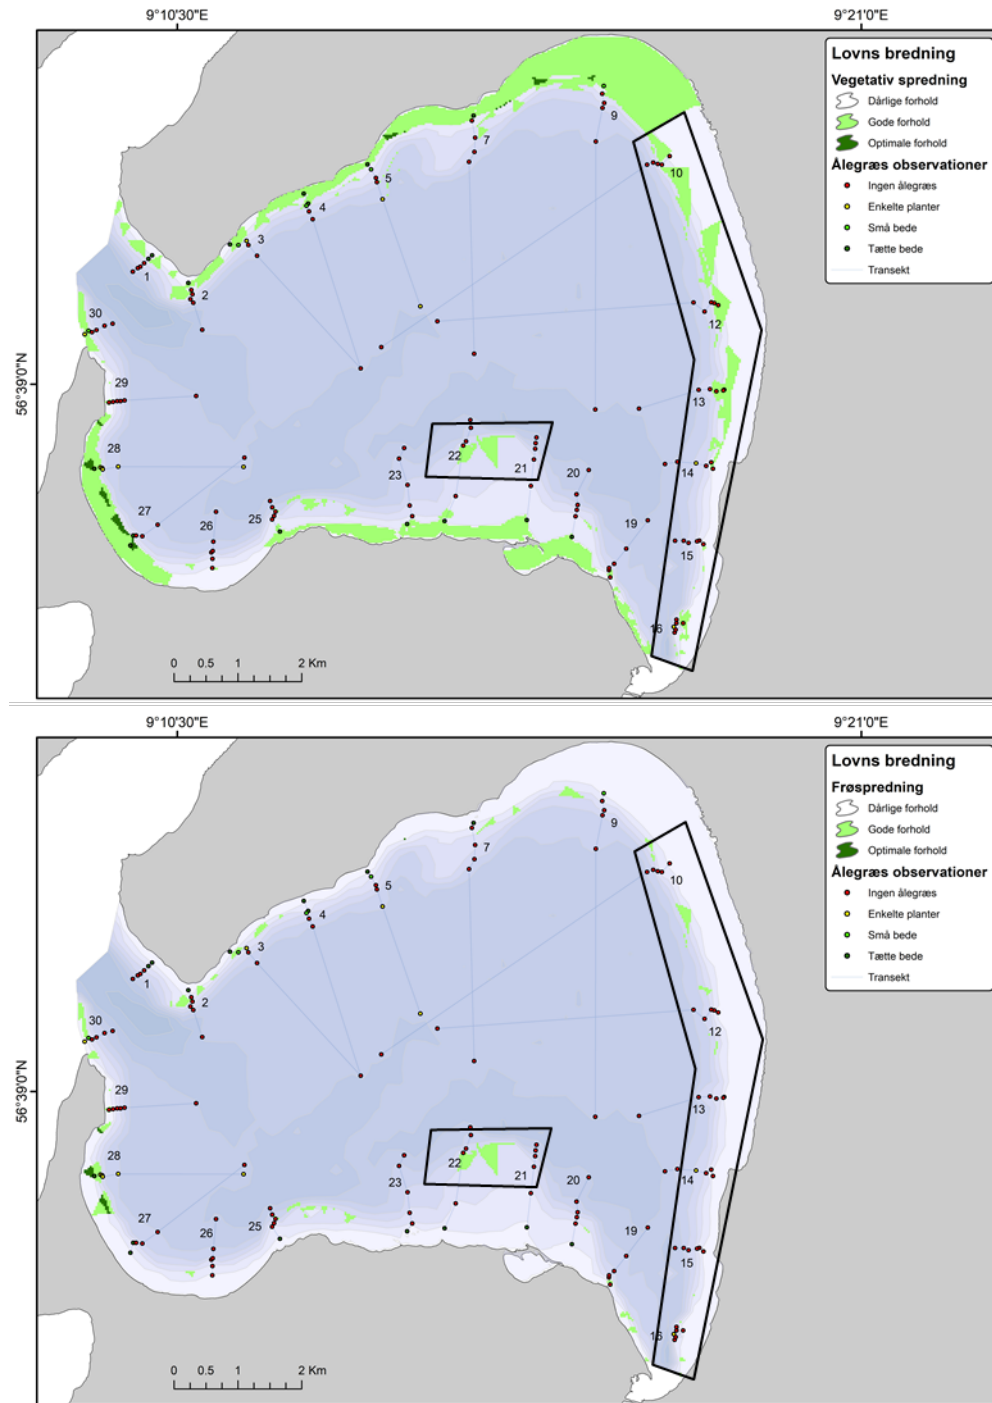 9°10'30"E
9°21'0"E
Lovns bredning
Vegetativ spredning
Dårlige forhold
Gode forhold
Optimale forhold
Ålegræs observationer
Ingen ålegræs
Enkelte planter
Små bede
Tætte bede
Transekt
9
7
10
5
4
3
1
2
30
12
56°39'0"N
29
13
28
22
21
23
20
14
27
26
25
19
15
16
0 0.5 1 2 Km
9°10'30"E
9°21'0"E
Lovns bredning
Frøspredning
Dårlige forhold
Gode forhold
Optimale forhold
Ålegræs observationer
Ingen ålegræs
Enkelte planter
Små bede
Tætte bede
Transekt
9
7
10
5
4
3
1
2
30
12
56°39'0"N
29
13
28
22
21
23
20
14
27
26
25
19
15
16
0 0.5 1 2 Km